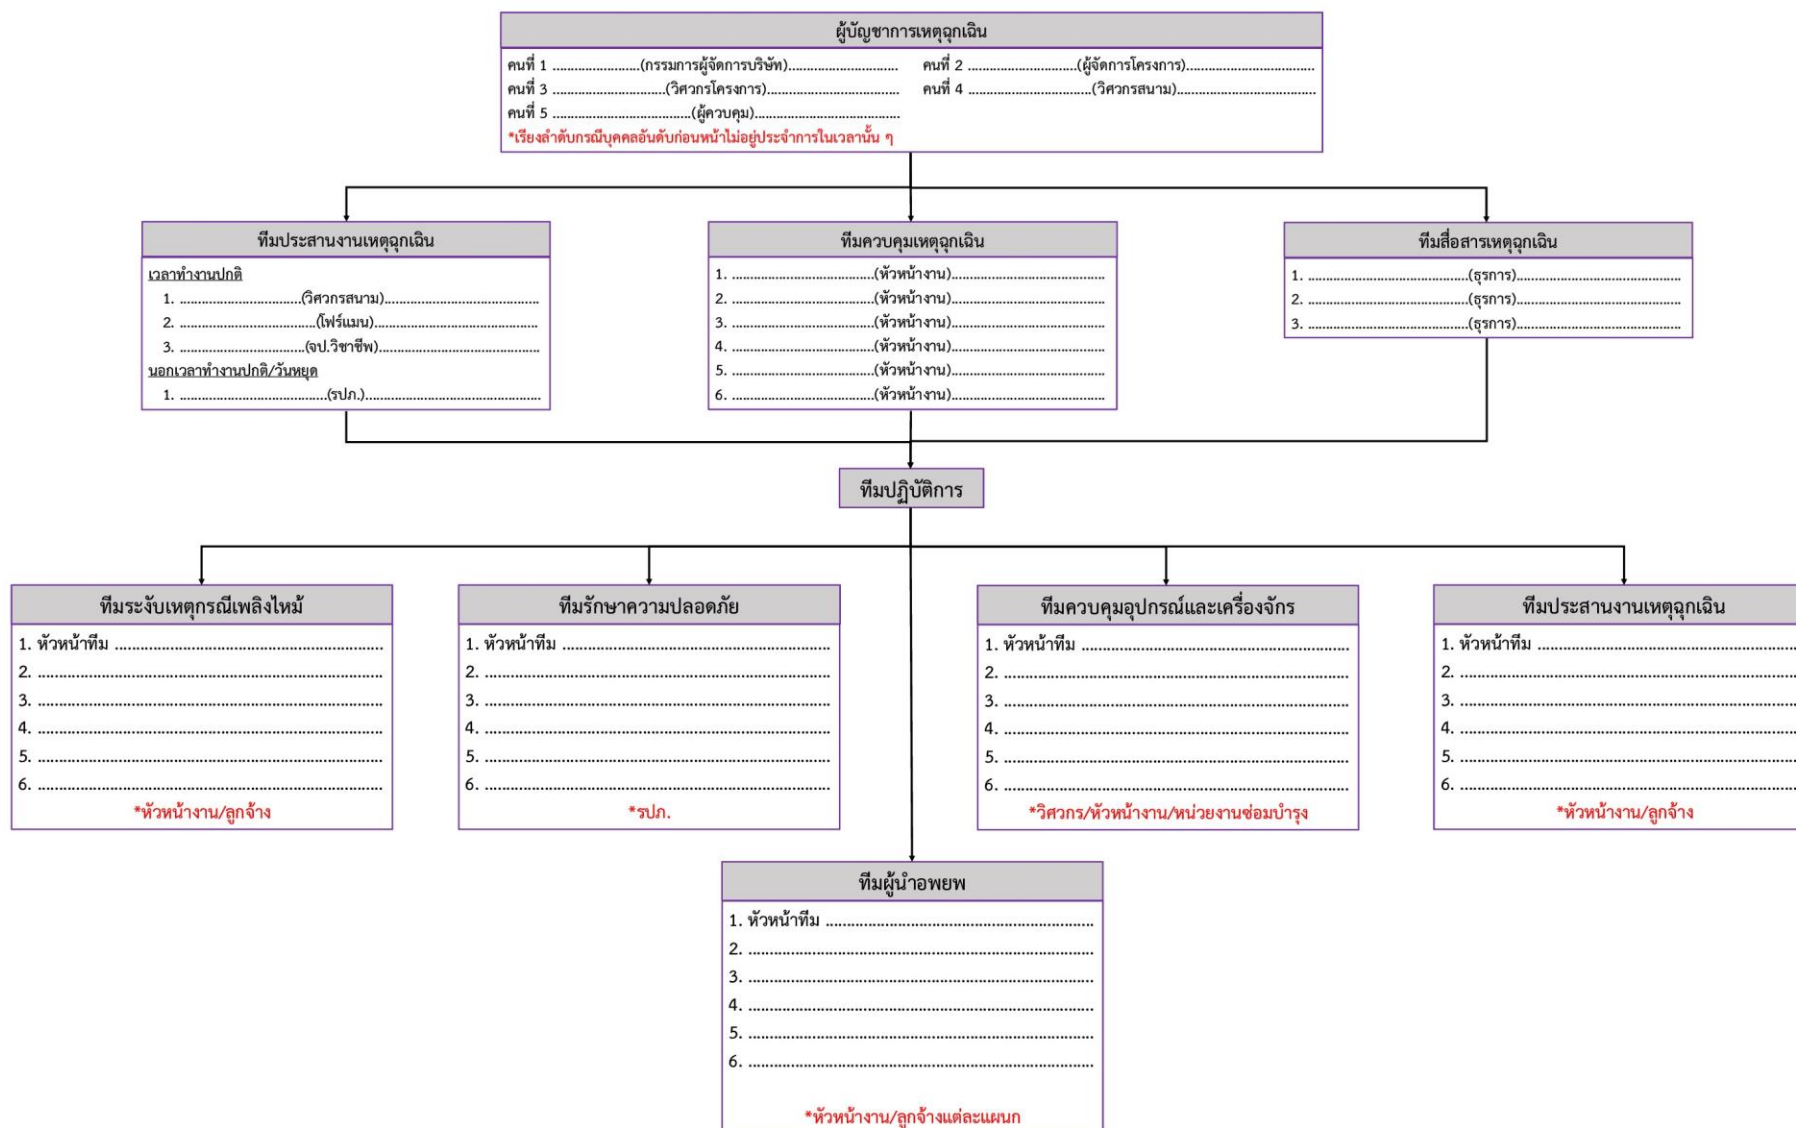 ผู้บัญชาการเหตุฉุกเฉิน
คนที่ 1 ........................(กรรมการผู้จัดการบริษัท).............................. คนที่ 2 ..............................(ผู้จัดการโครงการ)...................................
คนที่ 3 ...............................(วิศวกรโครงการ).................................... คนที่ 4 ..................................(วิศวกรสนาม)......................................
คนที่ 5 ......................................(ผู้ควบคุม)........................................
*เรียงลำดับกรณีบุคคลอันดับก่อนหน้าไม่อยู่ประจำการในเวลานั้น ๆ
ทีมประสานงานเหตุฉุกเฉิน
เวลาทำงานปกติ
1. .................................(วิศวกรสนาม)..........................................
2. .....................................(โฟร์แมน)............................................
3. ..................................(จป.วิชาชีพ)............................................
นอกเวลาทำงานปกติ/วันหยุด
1. ........................................(รปภ.)................................................
ทีมควบคุมเหตุฉุกเฉิน
1. .......................................(หัวหน้างาน)..........................................
2. .......................................(หัวหน้างาน)..........................................
3. .......................................(หัวหน้างาน)..........................................
4. .......................................(หัวหน้างาน)..........................................
5. .......................................(หัวหน้างาน)..........................................
6. .......................................(หัวหน้างาน)..........................................
ทีมสื่อสารเหตุฉุกเฉิน
1. ............................................(ธุรการ).............................................
2. ............................................(ธุรการ).............................................
3. ............................................(ธุรการ).............................................
ทีมปฏิบัติการ
ทีมระงับเหตุกรณีเพลิงไหม้
1. หัวหน้าทีม ...............................................................
2. .................................................................................
3. .................................................................................
4. .................................................................................
5. .................................................................................
6. .................................................................................
*หัวหน้างาน/ลูกจ้าง
ทีมรักษาความปลอดภัย
1. หัวหน้าทีม ...............................................................
2. .................................................................................
3. .................................................................................
4. .................................................................................
5. .................................................................................
6. .................................................................................
*รปภ.
ทีมควบคุมอุปกรณ์และเครื่องจักร
1. หัวหน้าทีม ...............................................................
2. .................................................................................
3. .................................................................................
4. .................................................................................
5. .................................................................................
6. .................................................................................
*วิศวกร/หัวหน้างาน/หน่วยงานซ่อมบำรุง
ทีมประสานงานเหตุฉุกเฉิน
1. หัวหน้าทีม ...............................................................
2. .................................................................................
3. .................................................................................
4. .................................................................................
5. .................................................................................
6. .................................................................................
*หัวหน้างาน/ลูกจ้าง
ทีมผู้นำอพยพ
1. หัวหน้าทีม ...............................................................
2. .................................................................................
3. .................................................................................
4. .................................................................................
5. .................................................................................
6. .................................................................................
*หัวหน้างาน/ลูกจ้างแต่ละแผนก